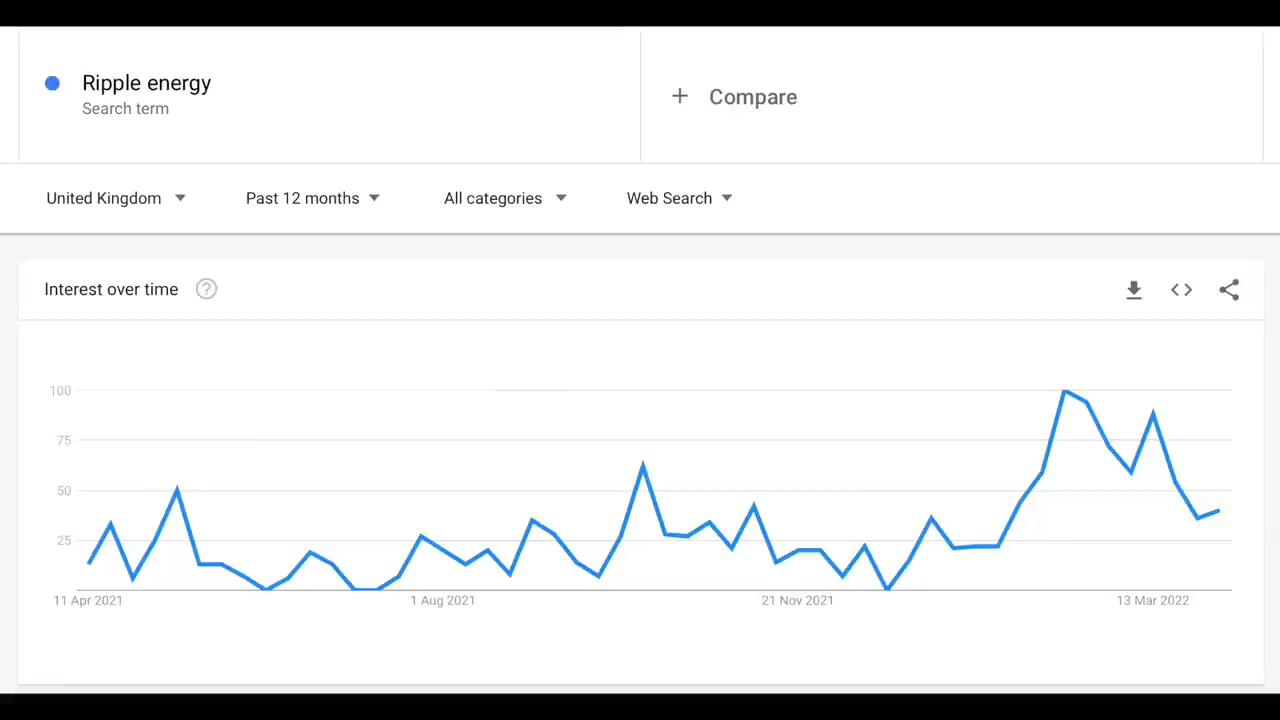 Ripple energy
Search term
+ Compare
United Kingdom
Past 12 months
All categories
Web Search
Interest over time
?
100
75
50
25
11 Apr 2021
1 Aug 2021
21 Nov 2021
13 Mar 2022